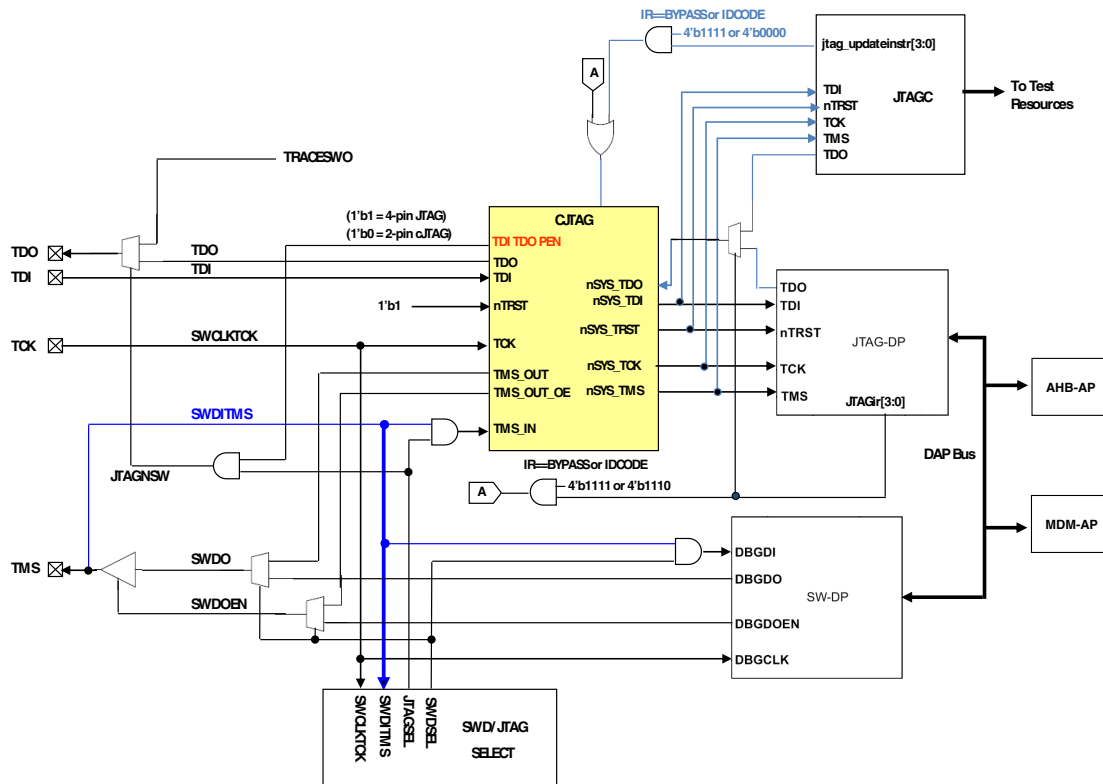 IR==BYPASS or IDCODE
4'b1111 or 4'b0000
jtag_updateinstr[3:0]
A
TDI
nTRST
TCK
TMS
TDO
JTAGC
To Test
Resources
TRACESWO
(1'b1 = 4-pin JTAG)
(1'b0 = 2-pin cJTAG)
CJTAG
TDI TDO PEN
TDO
TDI
nTRST
TCK
TMS_OUT
TMS_OUT_OE
TMS_IN
nSYS_TDO
nSYS_TDI
nSYS_TRST
nSYS_TCK
nSYS_TMS
TDO
TDO
TDI
TDI
1'b1
TCK
SWCLKTCK
SWDITMS
JTAGNSW
TDO
TDI
nTRST
TCK
TMS
JTAG-DP
JTAGir[3:0]
AHB-AP
DAP Bus
MDM-AP
IR==BYPASS or IDCODE
4'b1111 or 4'b1110
A
TMS
SWDO
SWDOEN
DBGDI
DBGDO
DBGDOEN
DBGCLK
SW-DP
SWCLKTCK
SWDITMS
JTAGSEL
SWDSEL
SWD/JTAG
SELECT